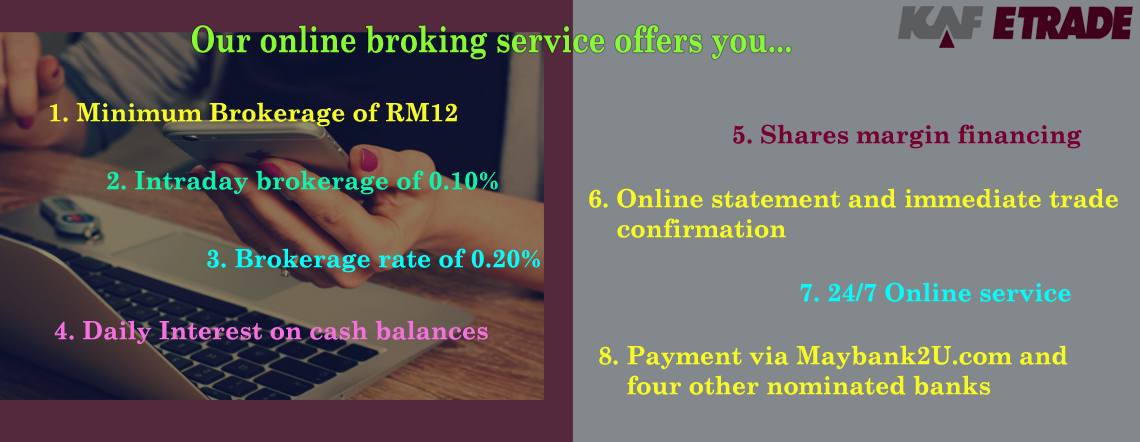 Our online broking service offers you...
KAF ETRADE
1. Minimum Brokerage of RM12
2. Intraday brokerage of 0.10%
3. Brokerage rate of 0.20%
4. Daily Interest on cash balances
5. Shares margin financing
6. Online statement and immediate trade
confirmation
7. 24/7 Online service
8. Payment via Maybank2U.com and
four other nominated banks